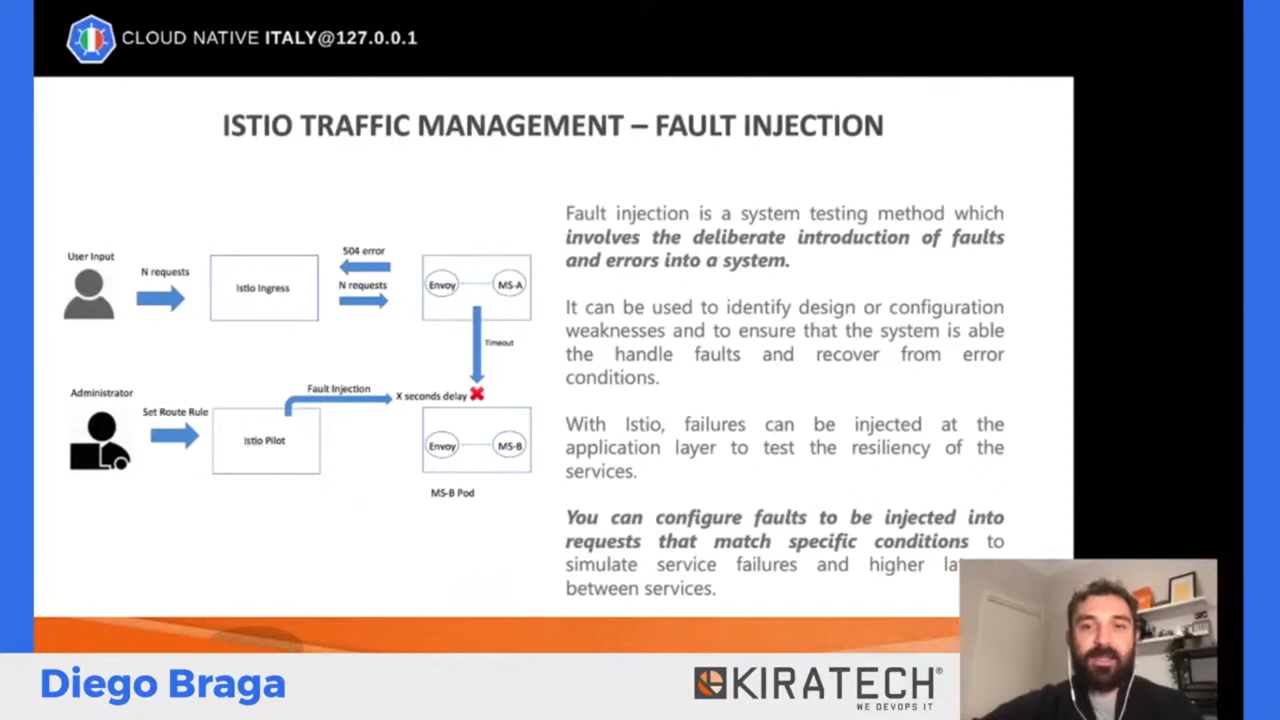 CLOUD NATIVE ITALY@127.0.0.1
ISTIO TRAFFIC MANAGEMENT – FAULT INJECTION
User Input
N requests
Istio Ingress
504 error
N requests
Envoy
MS-A
Timeout
Administrator
Set Route Rule
Istio Pilot
Fault Injection
X seconds delay
Envoy
MS-B
MS-B Pod
Fault injection is a system testing method which
involves the deliberate introduction of faults
and errors into a system.
It can be used to identify design or configuration
weaknesses and to ensure that the system is able
the handle faults and recover from error
conditions.
With Istio, failures can be injected at the
application layer to test the resiliency of the
services.
You can configure faults to be injected into
requests that match specific conditions to
simulate service failures and higher
between services.
Diego Braga
KIRATECH®
WE DEVOPS IT